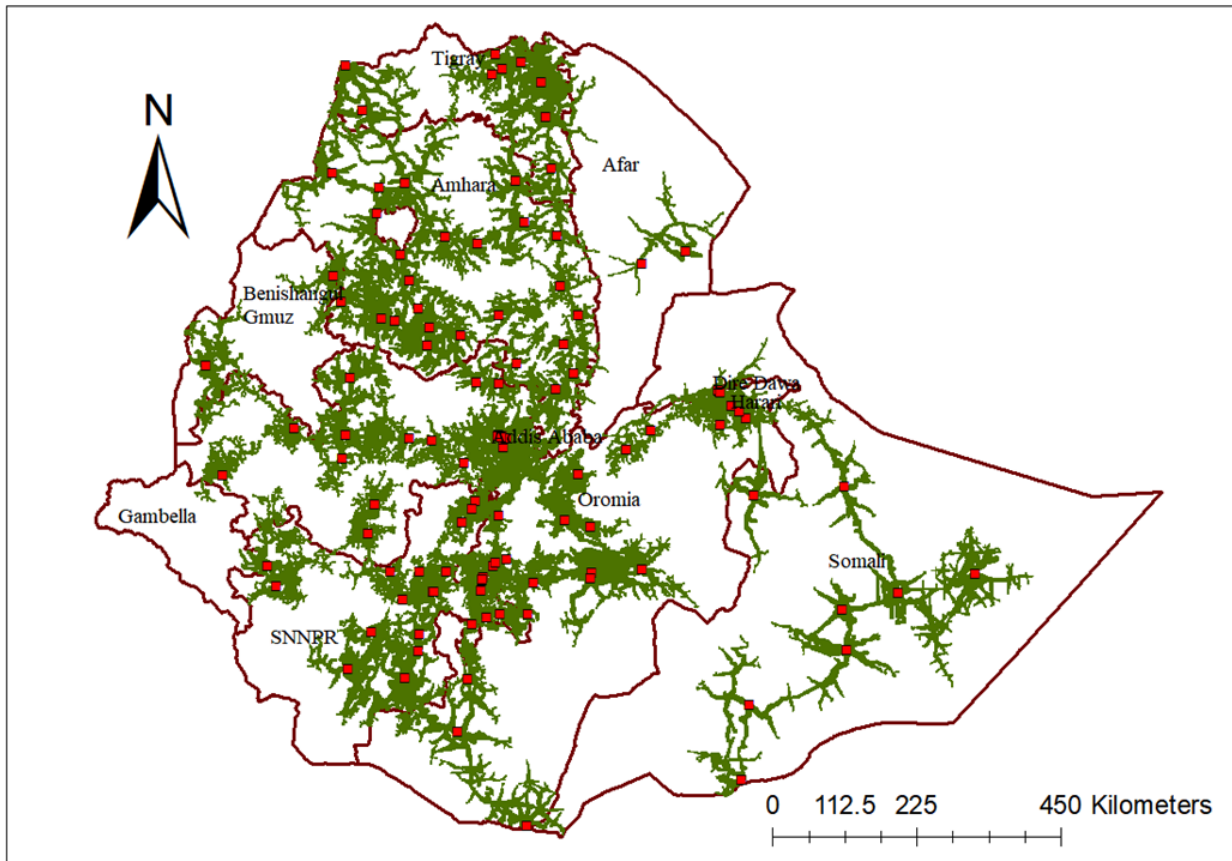 Tigray
N
Afar
Amhara
Benishangul
Gmuz
Dire Dawa
Harari
Addis Ababa
Oromia
Gambella
Somali
SNNPR
0 112.5 225 450 Kilometers